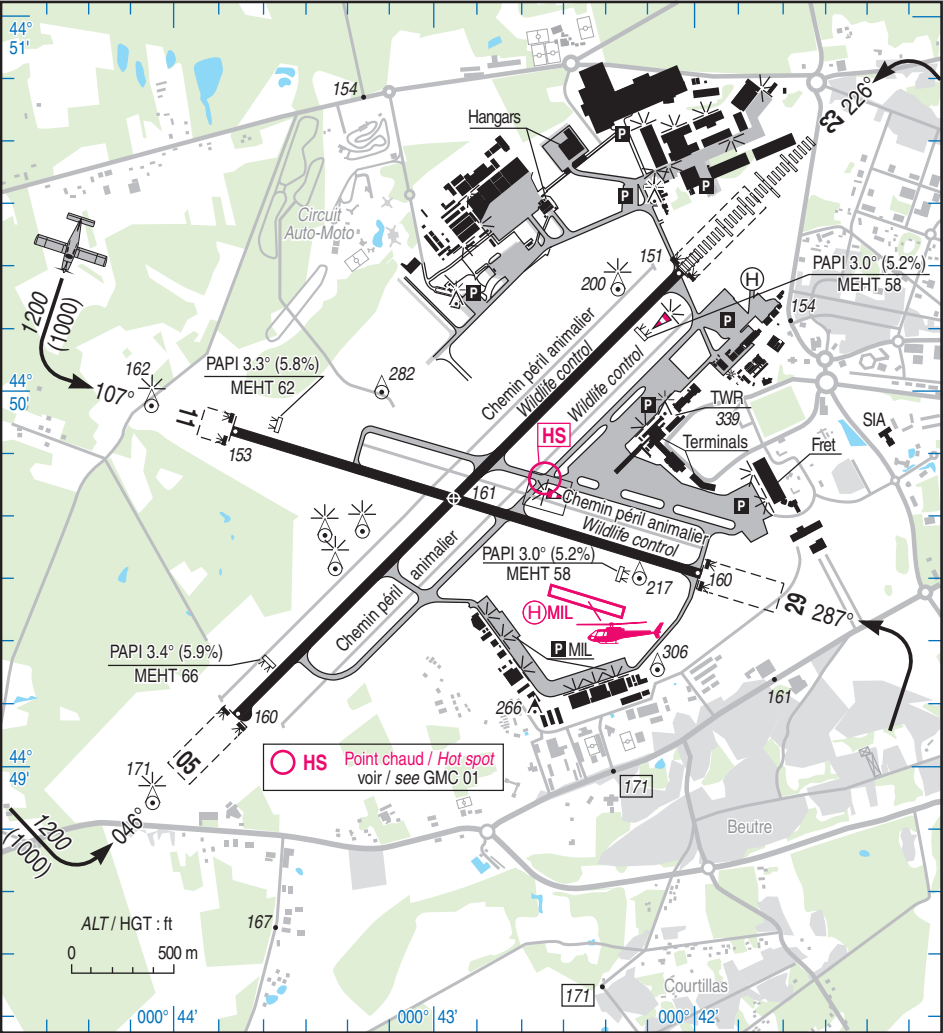 44°
51'
154
Hangars
P
P
P
23
226°
Circuit
Auto-Moto
151
PAPI 3.0° (5.2%)
MEHT 58
H
200
P
P
154
1200
(1000)
Chemin péril animalier
Wildlife control
Wildlife control
44°
50'
162
107°
PAPI 3.3° (5.8%)
MEHT 62
282
11
153
P
TWR
339
Terminals
SIA
Fret
HS
161
P
Chemin péril animalier
Wildlife control
Chemin péril
animalier
PAPI 3.0° (5.2%)
MEHT 58
217
160
29
287°
H MIL
P MIL
306
PAPI 3.4° (5.9%)
MEHT 66
160
266
161
44°
49'
05
HS Point chaud / Hot spot
voir / see GMC 01
171
171
046°
1200
(1000)
Beutre
ALT / HGT : ft
0 500 m
167
171
Courtillas
000° 44'
000° 43'
000° 42'